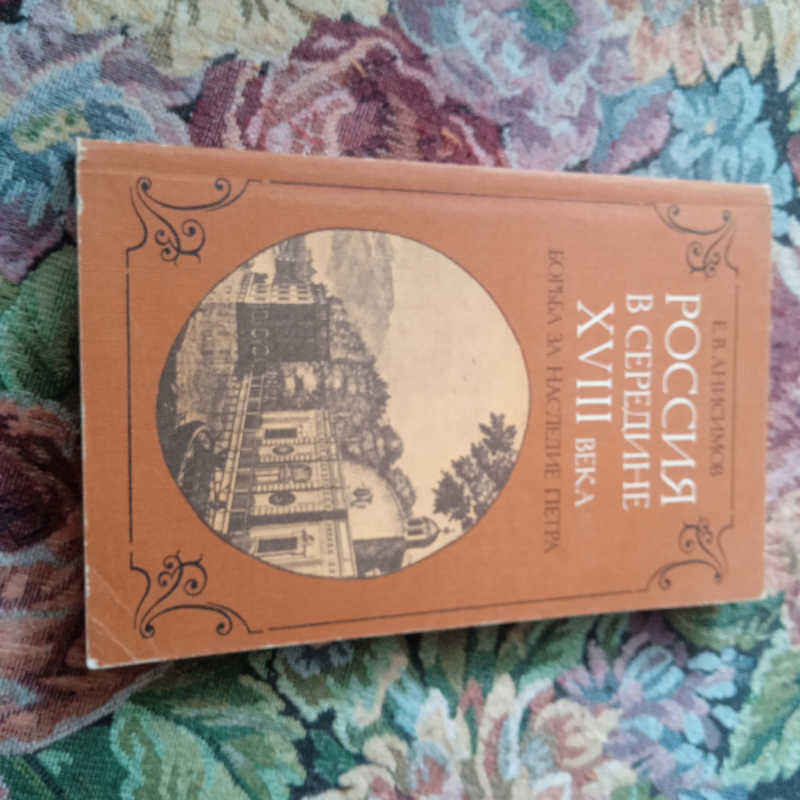 Е. В. АНИСИМОВ
РОССИЯ
В СЕРЕДИНЕ
XVIII ВЕКА
БОРЬБА ЗА НАСЛЕДИЕ ПЕТРА